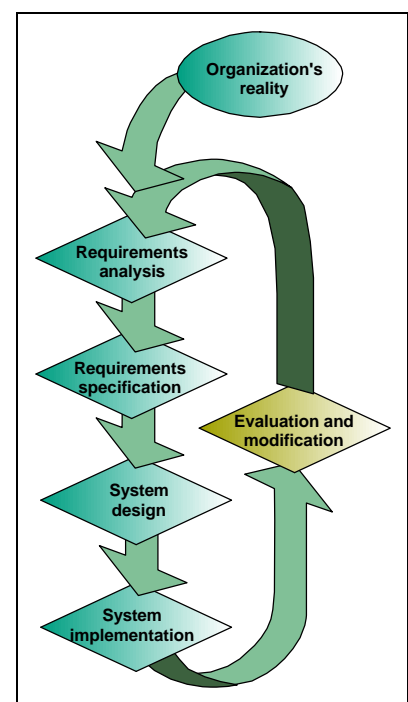 Organization's
reality
Requirements
analysis
Requirements
specification
Evaluation and
modification
System
design
System
implementation